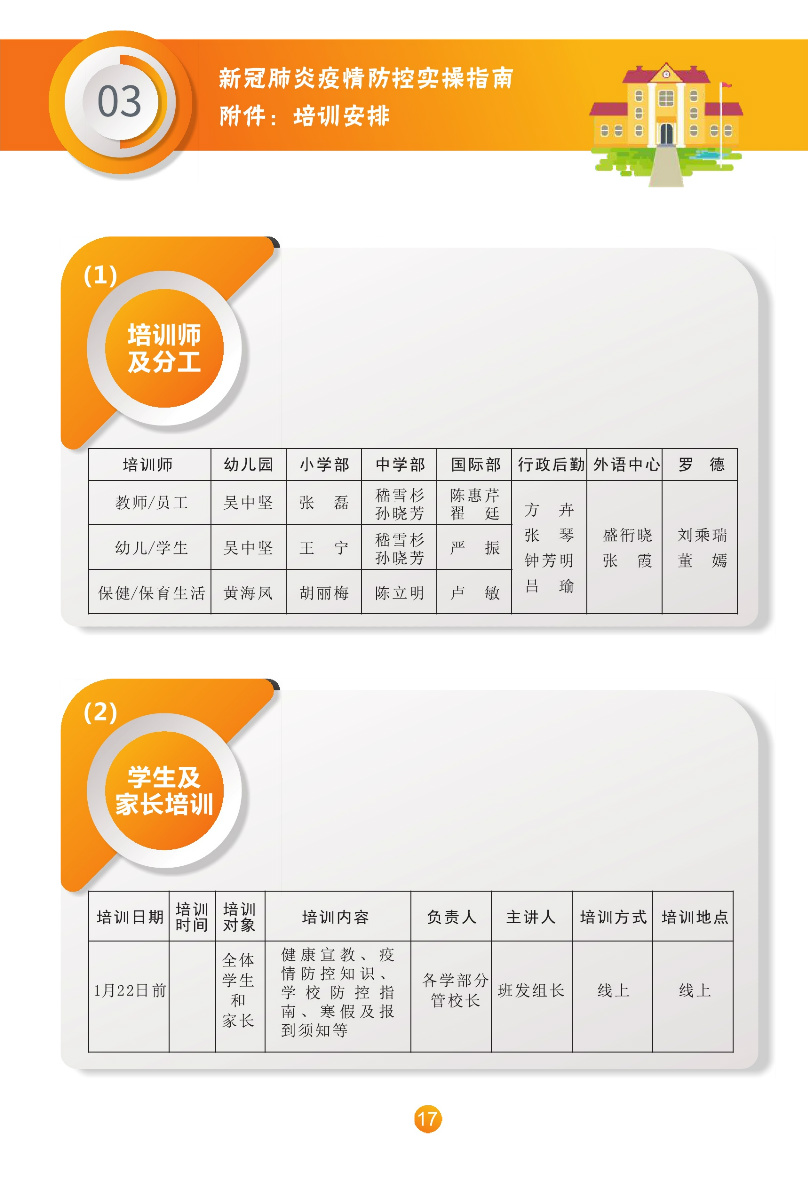 03
新冠肺炎疫情防控实操指南
附件：培训安排
(1)
培训师
及分工
培训师 幼儿园 小学部 中学部 国际部 行政后勤 外语中心 罗 德
教师/员工 吴中坚 张 磊 嵇雪杉 孙晓芳 陈惠芹 翟 廷 方 卉 张 琴 钟芳明 吕 瑜 盛衎晓 张 霞 刘乘瑞 董 嫣
幼儿/学生 吴中坚 王 宁 嵇雪杉 孙晓芳 严 振
保健/保育生活 黄海凤 胡丽梅 陈立明 卢 敏
(2)
学生及
家长培训
培训日期 培训时间 培训对象 培训内容 负责人 主讲人 培训方式 培训地点
1月22日前 全体学生和家长 健康宣教、疫情防控知识、学校防控指南、寒假及报到须知等 各学部分管校长 班发组长 线上 线上
17